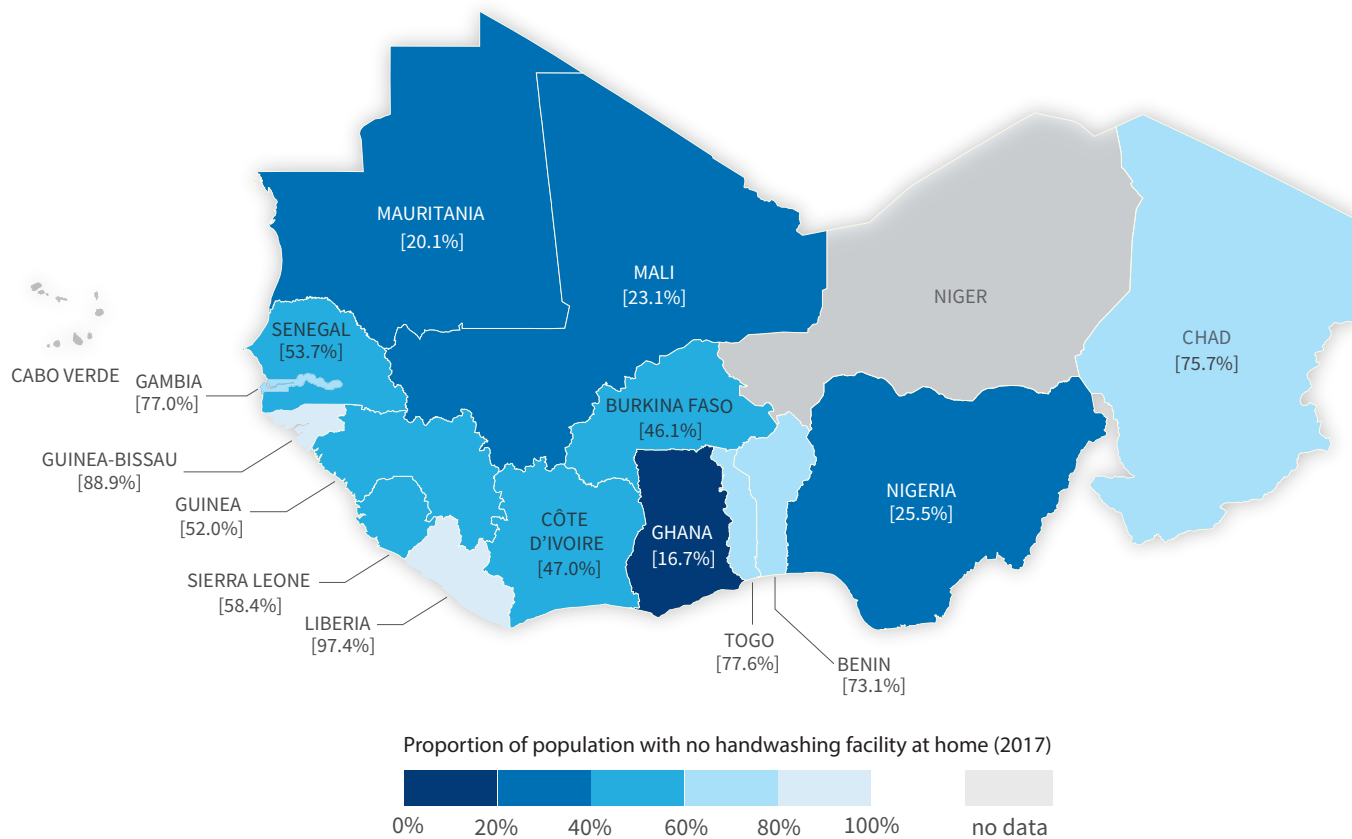 MAURITANIA
[20.1%]
MALI
[23.1%]
NIGER
CHAD
[75.7%]
SENEGAL
[53.7%]
CABO VERDE
GAMBIA
[77.0%]
BURKINA FASO
[46.1%]
GUINEA-BISSAU
[88.9%]
GUINEA
[52.0%]
NIGERIA
[25.5%]
CÔTE
D’IVOIRE
[47.0%]
GHANA
[16.7%]
SIERRA LEONE
[58.4%]
LIBERIA
[97.4%]
TOGO
[77.6%]
BENIN
[73.1%]
Proportion of population with no handwashing facility at home (2017)
0% 20% 40% 60% 80% 100% no data